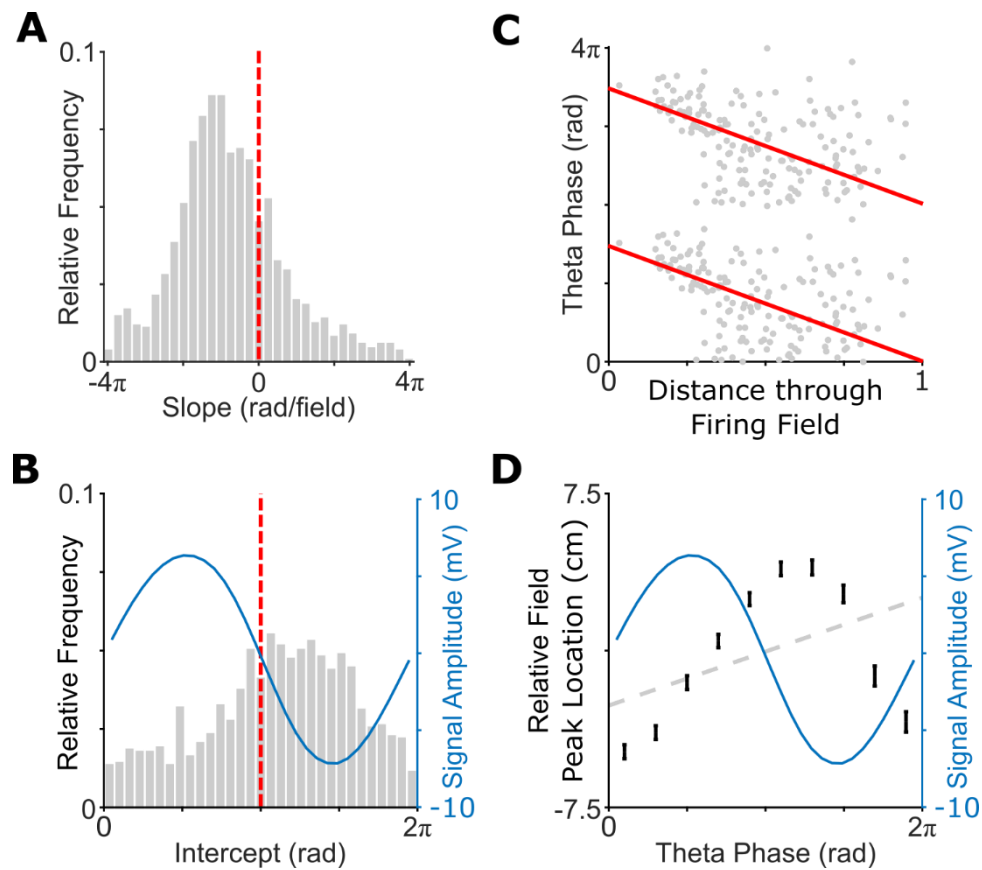 A
0.1
Relative Frequency
0
-4π
0
4π
Slope (rad/field)
C
4π
Theta Phase (rad)
0
0
1
Distance through
Firing Field
B
0.1
Relative Frequency
0
0
2π
Intercept (rad)
10
Signal Amplitude (mV)
-10
D
7.5
Relative Field
Peak Location (cm)
-7.5
0
2π
Theta Phase (rad)
10
Signal Amplitude (mV)
-10